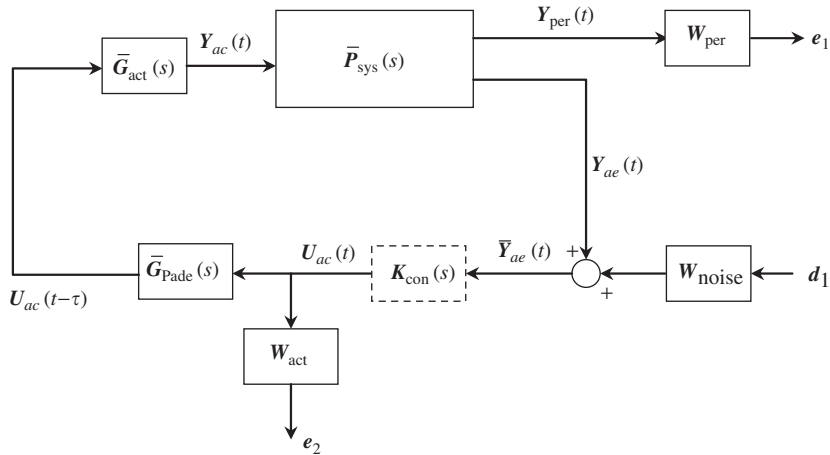 Y_per(t)
Y_ac(t)
Ḡ_act(s)
P̄_sys(s)
W_per
e_1
Y_ae(t)
U_ac(t)
Ȳ_ae(t)
+
Ḡ_Pade(s)
K_con(s)
W_noise
d_1
+
U_ac(t−τ)
W_act
e_2